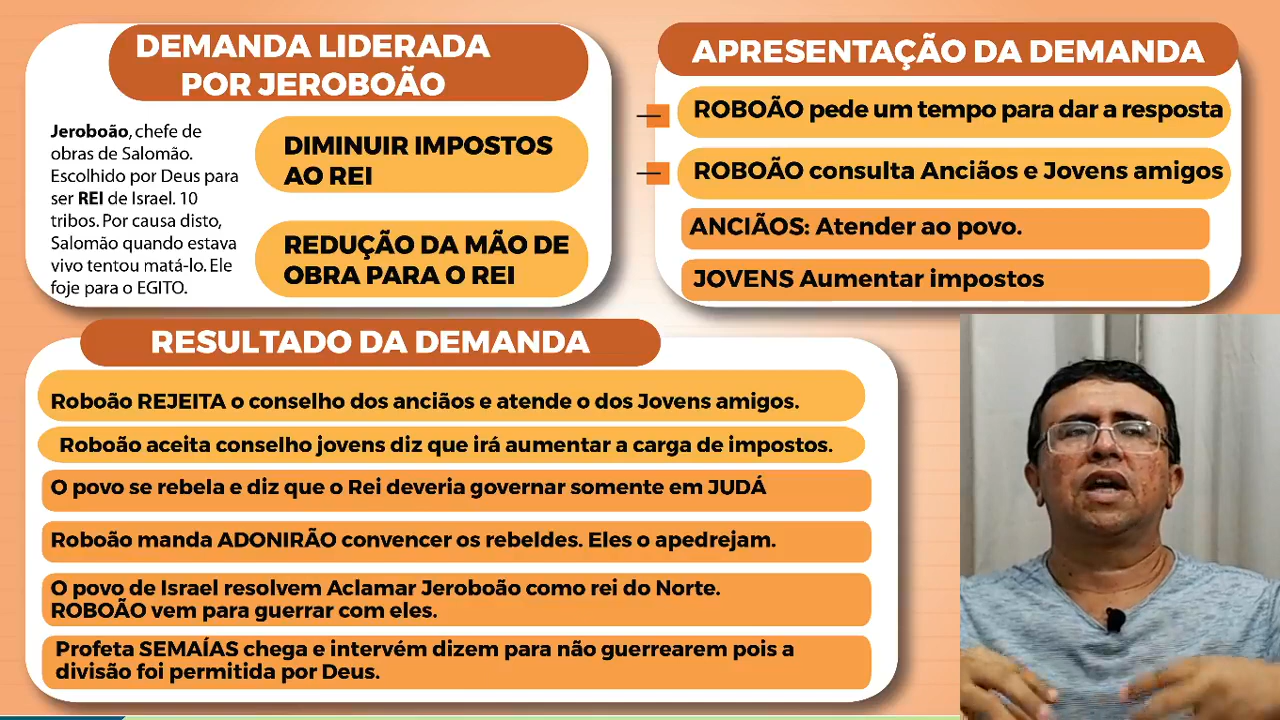 DEMANDA LIDERADA
POR JEROBOÃO
Jeroboão, chefe de
obras de Salomão.
Escolhido por Deus para
ser REI de Israel. 10
tribos. Por causa disto,
Salomão quando estava
vivo tentou matá-lo. Ele
foje para o EGITO.
DIMINUIR IMPOSTOS
AO REI
REDUÇÃO DA MÃO DE
OBRA PARA O REI
APRESENTAÇÃO DA DEMANDA
ROBOÃO pede um tempo para dar a resposta
ROBOÃO consulta Anciãos e Jovens amigos
ANCIÃOS: Atender ao povo.
JOVENS Aumentar impostos
RESULTADO DA DEMANDA
Roboão REJEITA o conselho dos anciãos e atende o dos Jovens amigos.
Roboão aceita conselho jovens diz que irá aumentar a carga de impostos.
O povo se rebela e diz que o Rei deveria governar somente em JUDÁ
Roboão manda ADONIRÃO convencer os rebeldes. Eles o apedrejam.
O povo de Israel resolvem Aclamar Jeroboão como rei do Norte.
ROBOÃO vem para guerrar com eles.
Profeta SEMAÍAS chega e intervém dizem para não guerrearem pois a
divisão foi permitida por Deus.